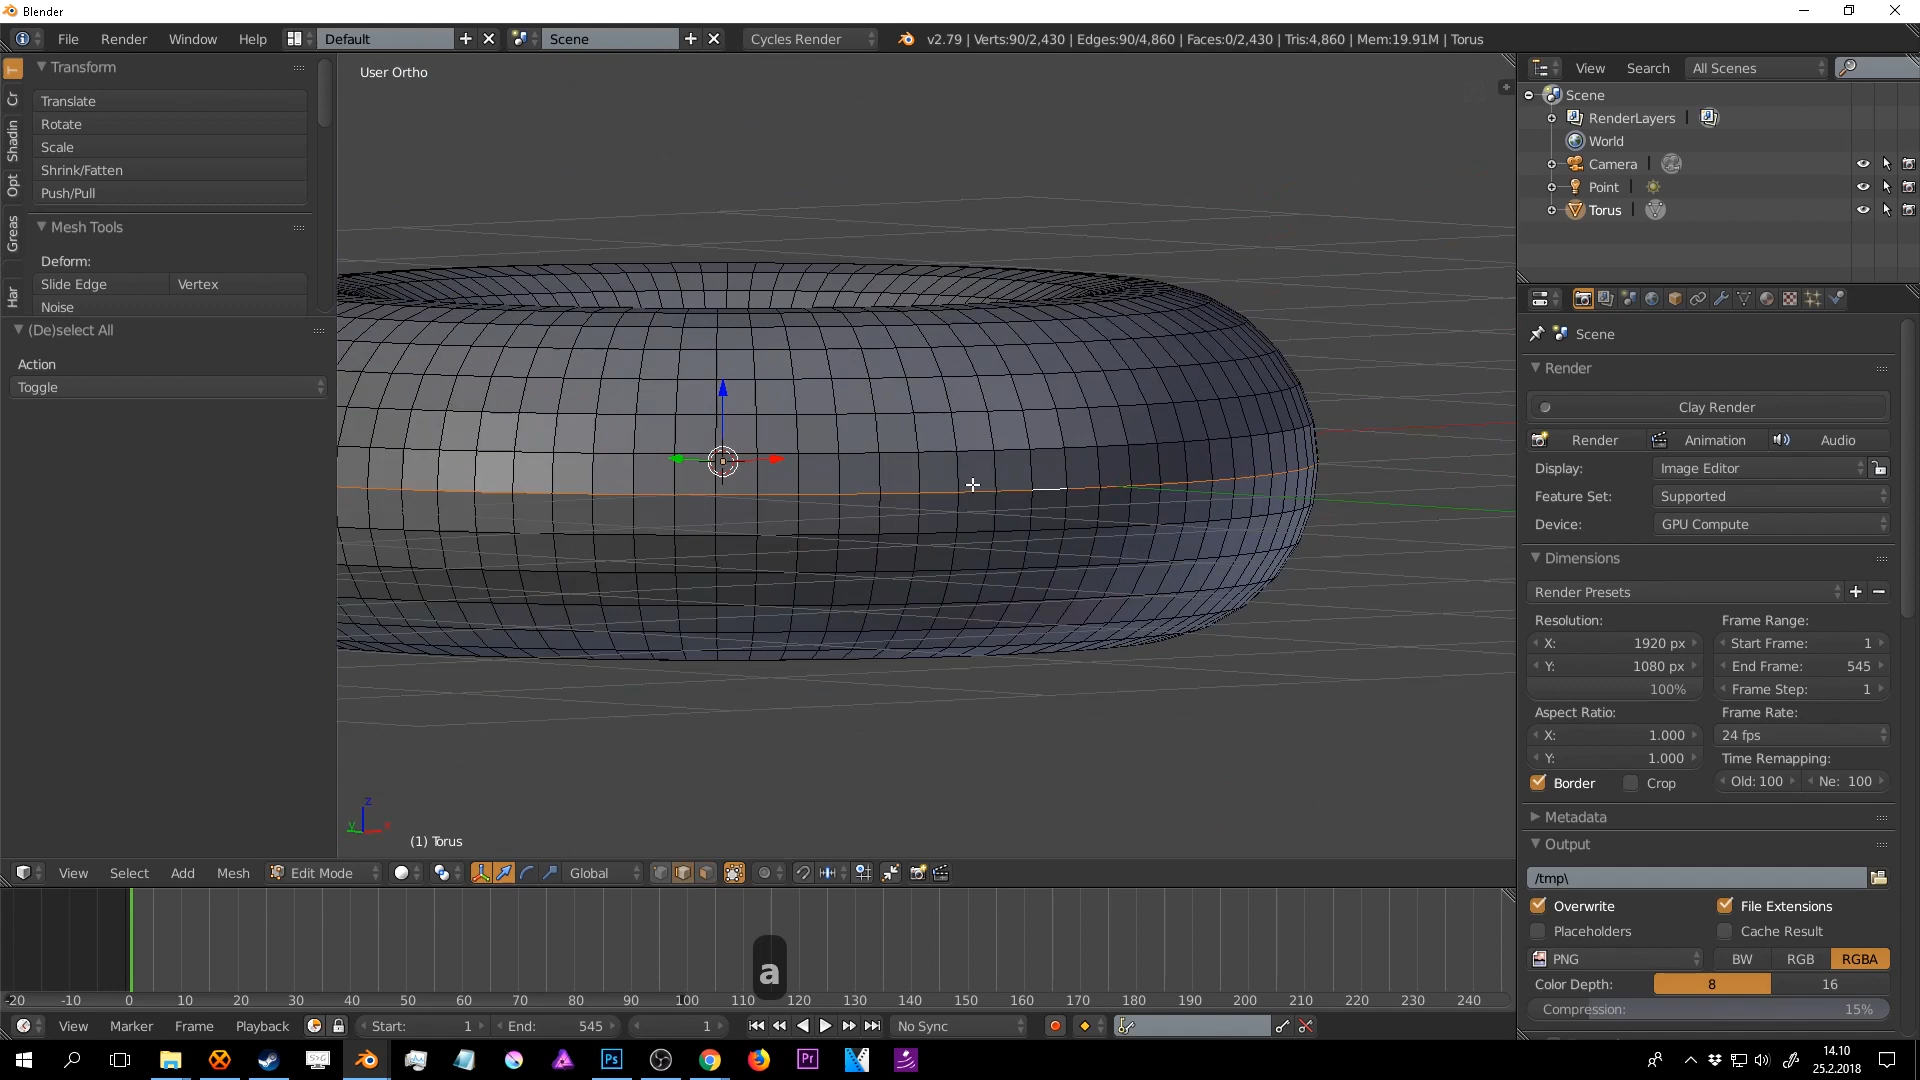 Blender
File Render Window Help Default Scene Cycles Render v2.79 | Verts:90/2,430 | Edges:90/4,860 | Faces:0/2,430 | Tris:4,860 | Mem:19.91M | Torus
T
Cr
Shadin
Opt
Greas
Har
Transform
Translate
Rotate
Scale
Shrink/Fatten
Push/Pull
Mesh Tools
Deform:
Slide Edge Vertex
Noise
(De)select All
Action
Toggle
User Ortho
z
y x
(1) Torus
View Select Add Mesh Edit Mode Global
a
-20 -10 0 10 20 30 40 50 60 70 80 90 100 110 120 130 140 150 160 170 180 190 200 210 220 230 240
View Marker Frame Playback Start: 1 End: 545 1 No Sync
View Search All Scenes
Scene
RenderLayers |
World
Camera |
Point |
Torus |
Scene
Render
Clay Render
Render Animation Audio
Display: Image Editor
Feature Set: Supported
Device: GPU Compute
Dimensions
Render Presets
Resolution: Frame Range:
X: 1920 px Start Frame: 1
Y: 1080 px End Frame: 545
100% Frame Step: 1
Aspect Ratio: Frame Rate:
X: 1.000 24 fps
Y: 1.000 Time Remapping:
Border Crop Old: 100 Ne: 100
Metadata
Output
/tmp\
Overwrite File Extensions
Placeholders Cache Result
PNG BW RGB RGBA
Color Depth: 8 16
Compression: 15%
Ps
Pr
14.10
25.2.2018